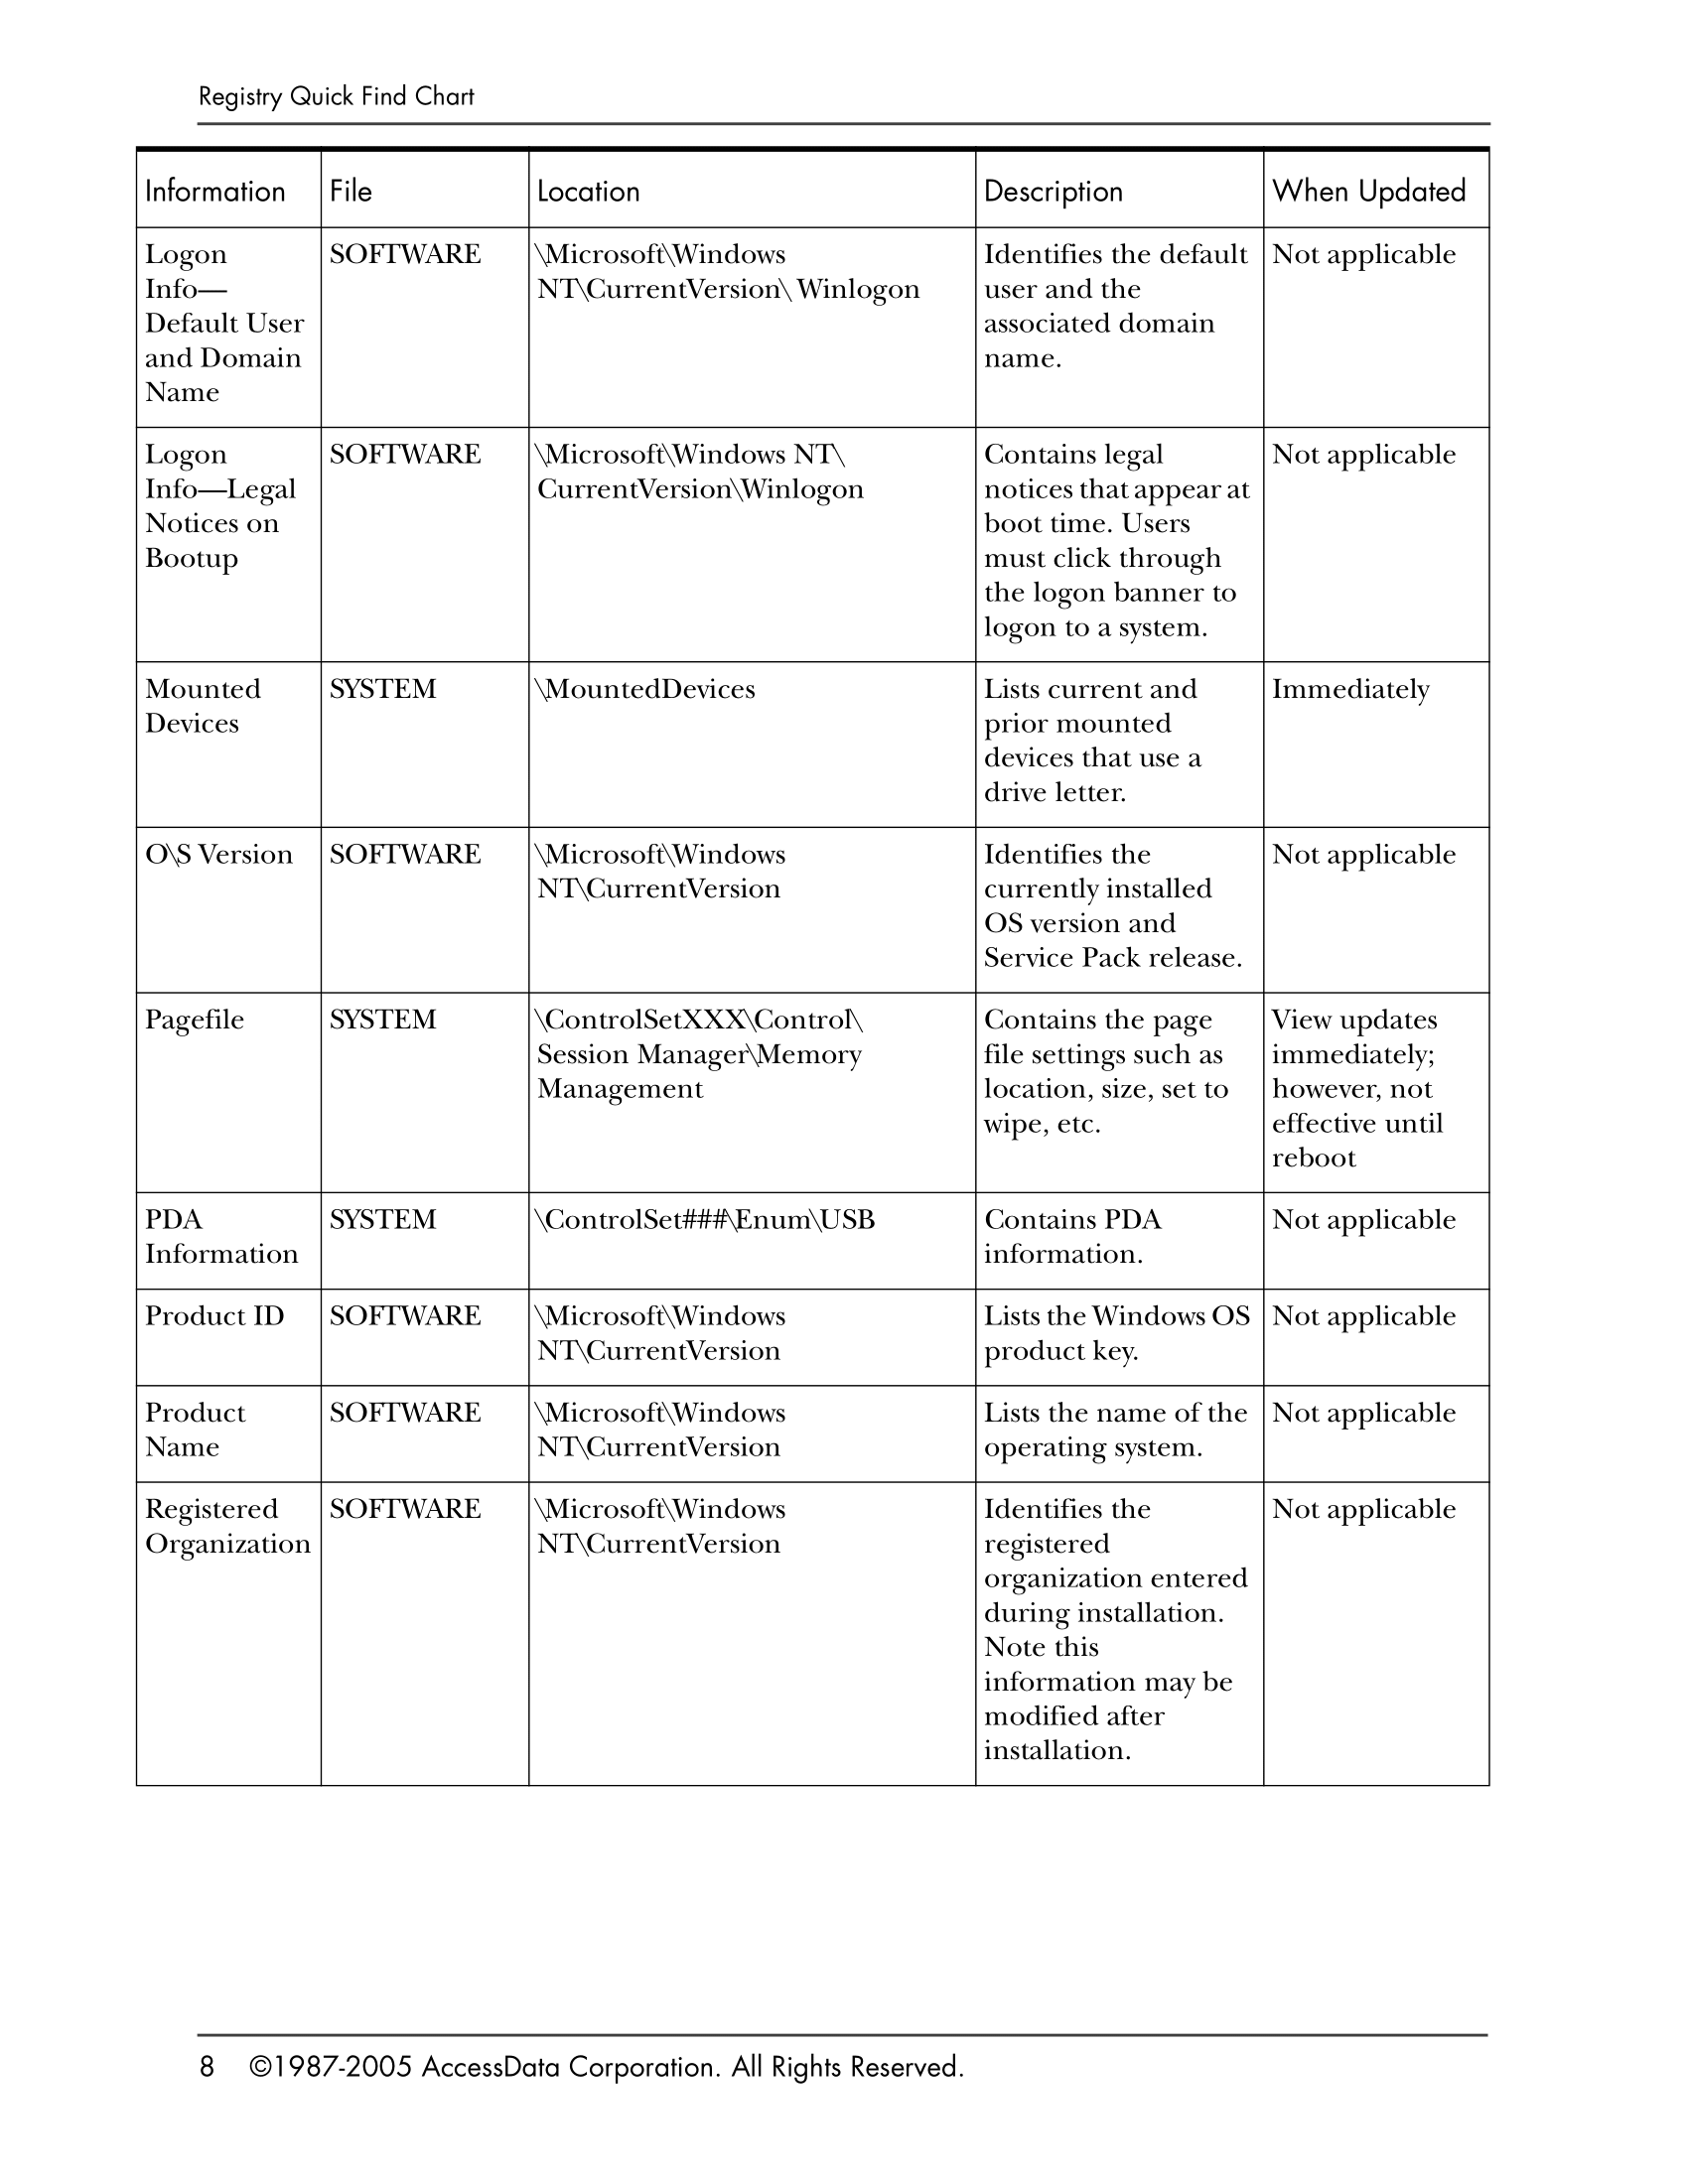 Registry Quick Find Chart
Information File Location Description When Updated
Logon SOFTWARE \Microsoft\Windows Identifies the default Not applicable
Info— NT\CurrentVersion\ Winlogon user and the
Default User associated domain
and Domain name.
Name
Logon SOFTWARE \Microsoft\Windows NT\ Contains legal Not applicable
Info—Legal CurrentVersion\Winlogon notices that appear at
Notices on boot time. Users
Bootup must click through
the logon banner to
logon to a system.
Mounted SYSTEM \MountedDevices Lists current and Immediately
Devices prior mounted
devices that use a
drive letter.
O\S Version SOFTWARE \Microsoft\Windows Identifies the Not applicable
NT\CurrentVersion currently installed
OS version and
Service Pack release.
Pagefile SYSTEM \ControlSetXXX\Control\ Contains the page View updates
Session Manager\Memory file settings such as immediately;
Management location, size, set to however, not
wipe, etc. effective until
reboot
PDA SYSTEM \ControlSet###\Enum\USB Contains PDA Not applicable
Information information.
Product ID SOFTWARE \Microsoft\Windows Lists the Windows OS Not applicable
NT\CurrentVersion product key.
Product SOFTWARE \Microsoft\Windows Lists the name of the Not applicable
Name NT\CurrentVersion operating system.
Registered SOFTWARE \Microsoft\Windows Identifies the Not applicable
Organization NT\CurrentVersion registered
organization entered
during installation.
Note this
information may be
modified after
installation.
8 ©1987-2005 AccessData Corporation. All Rights Reserved.